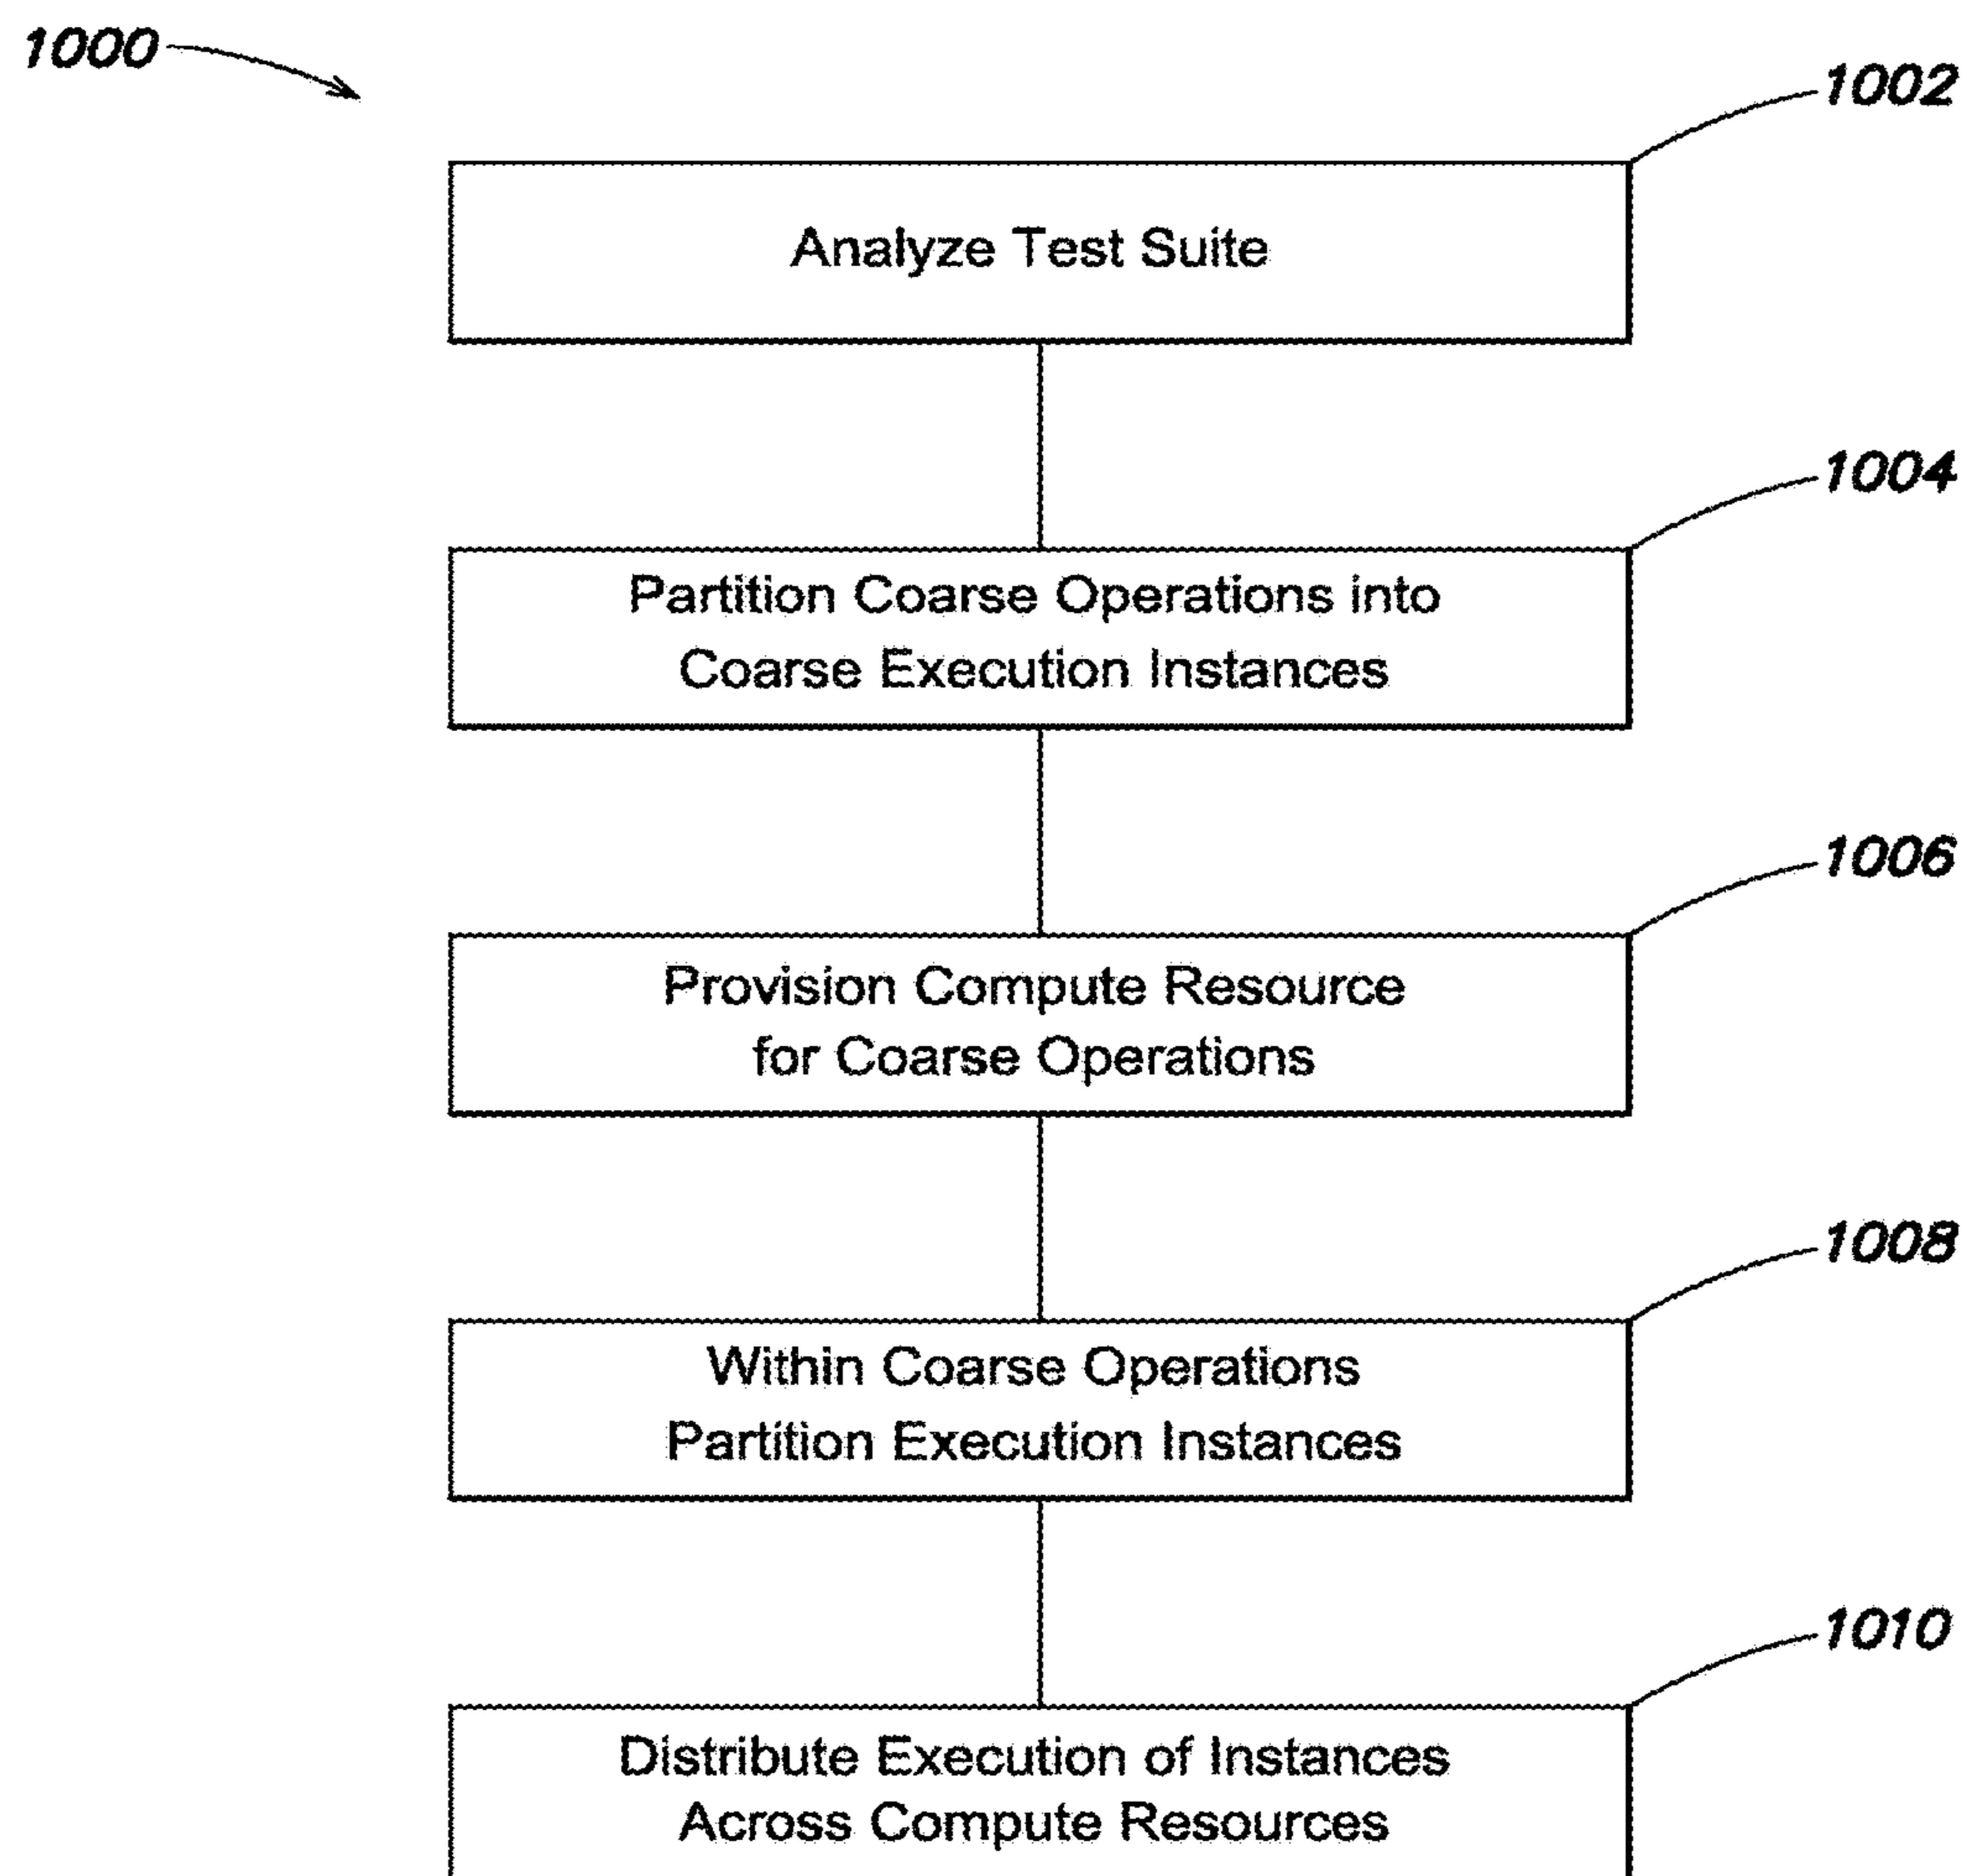 1000
1002
Analyze Test Suite
1004
Partition Coarse Operations into
Coarse Execution Instances
1006
Provision Compute Resource
for Coarse Operations
1008
Within Coarse Operations
Partition Execution Instances
1010
Distribute Execution of Instances
Across Compute Resources